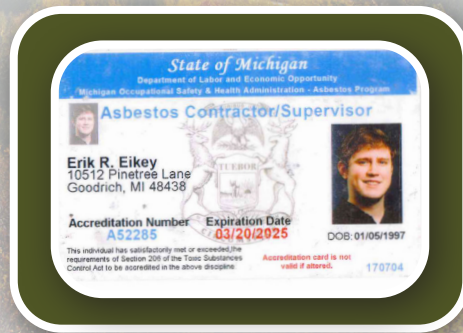 State of Michigan
Department of Labor and Economic Opportunity
Michigan Occupational Safety & Health Administration - Asbestos Program
Asbestos Contractor/Supervisor
Erik R. Eikey
10512 Pinetree Lane
Goodrich, MI 48438
TUEBOR
Accreditation Number
A52285
Expiration Date
03/20/2025
DOB: 01/05/1997
This individual has satisfactorily met or exceeded the
requirements of Section 206 of the Toxic Substances
Control Act to be accredited in the above discipline.
Accreditation card is not
valid if altered.
170704